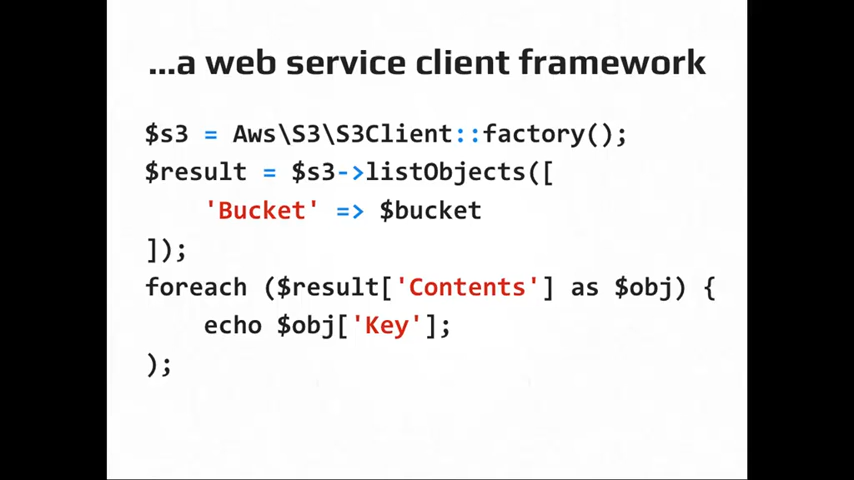 ...a web service client framework
$s3 = Aws\S3\S3Client::factory();
$result = $s3->listObjects([
    'Bucket' => $bucket
]);
foreach ($result['Contents'] as $obj) {
    echo $obj['Key'];
);